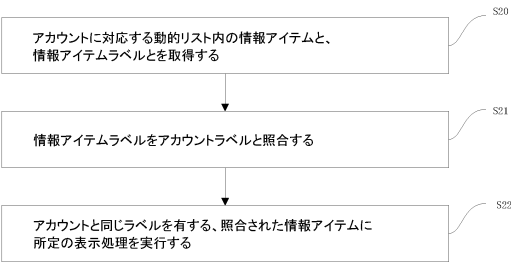 S20
アカウントに対応する動的リスト内の情報アイテムと、
情報アイテムラベルとを取得する
S21
情報アイテムラベルをアカウントラベルと照合する
S22
アカウントと同じラベルを有する、照合された情報アイテムに
所定の表示処理を実行する